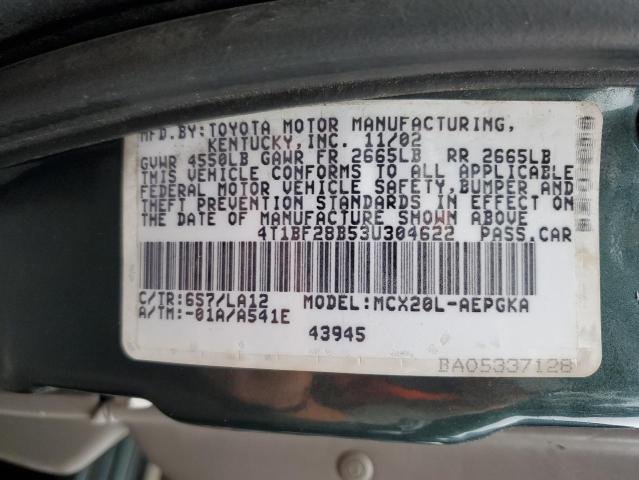 MFD.BY:TOYOTA MOTOR MANUFACTURING,
KENTUCKY,INC. 11/02
GVWR 4550LB GAWR FR 2665LB RR 2665LB
THIS VEHICLE CONFORMS TO ALL APPLICABLE
FEDERAL MOTOR VEHICLE SAFETY,BUMPER AND
THEFT PREVENTION STANDARDS IN EFFECT ON
THE DATE OF MANUFACTURE SHOWN ABOVE
4T1BF28B53U304622 PASS.CAR
C/TR:6S7/LA12 MODEL:MCX20L-AEPGKA
A/TM:-01A/A541E
43945
BA05337128